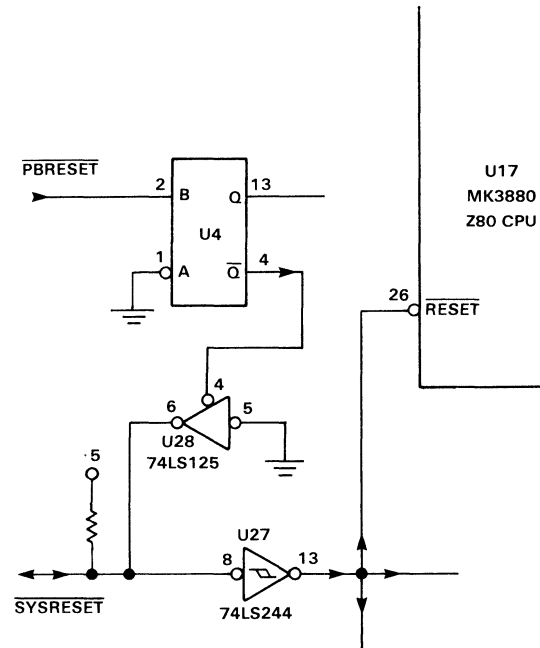 PBRESET
2 B Q 13
U4
1 A Q 4
U17
MK3880
Z80 CPU
26 RESET
4
6 5
U28
74LS125
.5
U27
8 13
74LS244
SYSRESET